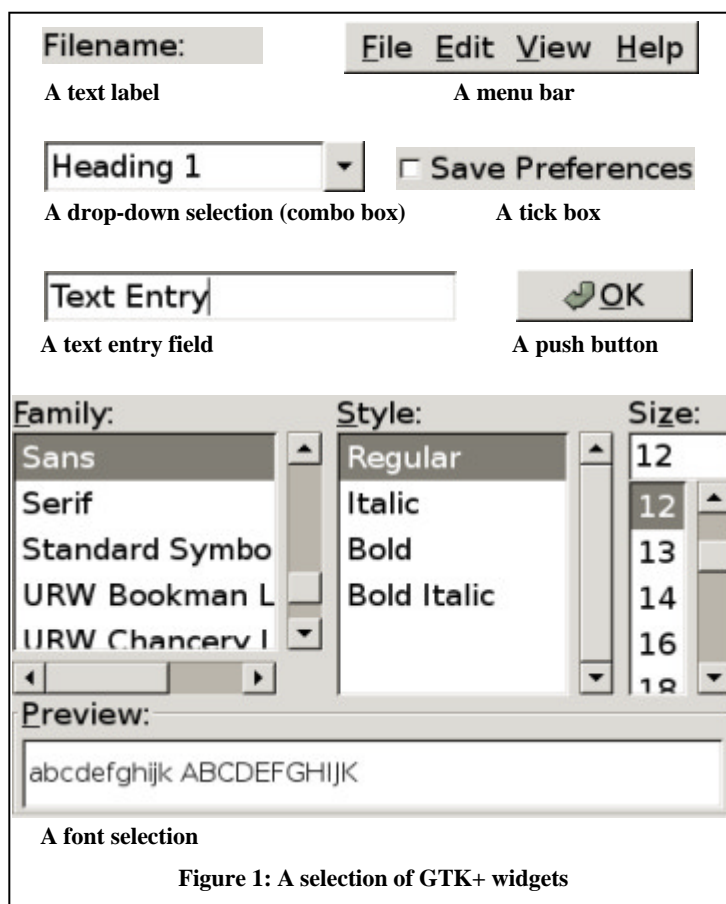 Filename:
File Edit View Help
A text label
A menu bar
Heading 1
Save Preferences
A drop-down selection (combo box)
A tick box
Text Entry
OK
A text entry field
A push button
Family:
Sans
Serif
Standard Symbo
URW Bookman L
URW Chancery L
Style:
Regular
Italic
Bold
Bold Italic
Size:
12
12
13
14
16
18
Preview:
abcdefghijk ABCDEFGHIJK
A font selection
Figure 1: A selection of GTK+ widgets